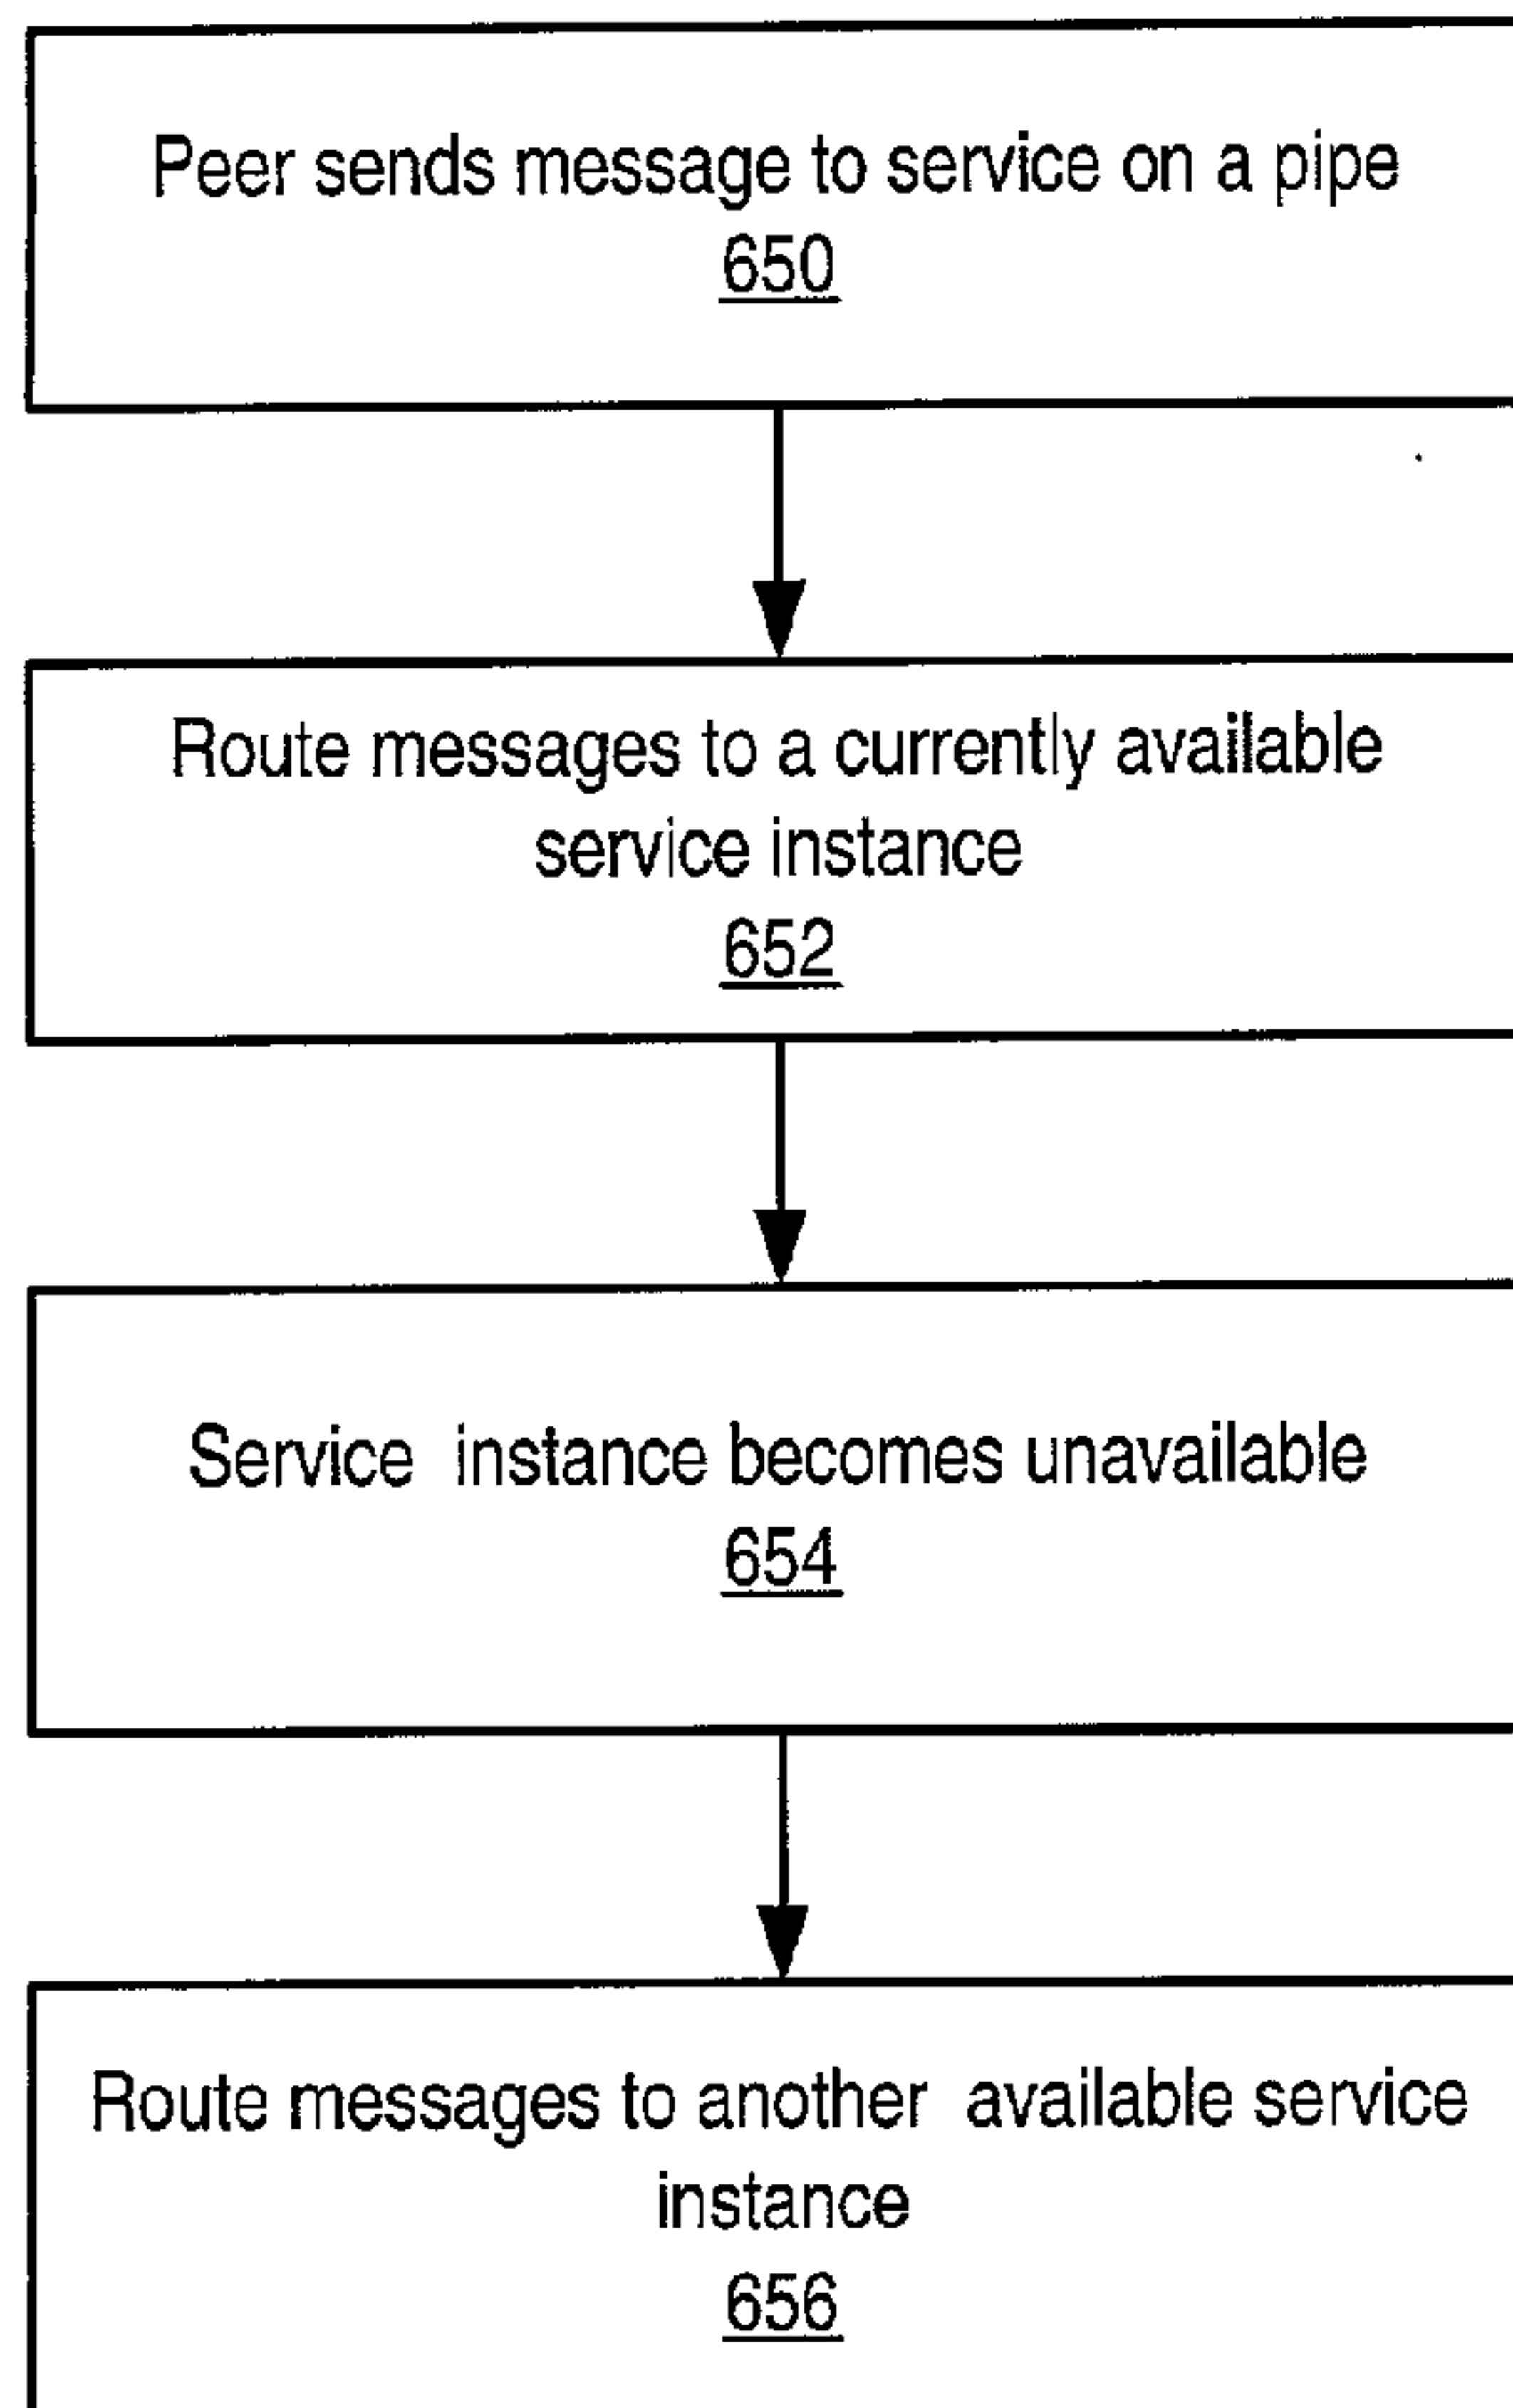 Peer sends message to service on a pipe
650
Route messages to a currently available
service instance
652
Service instance becomes unavailable
654
Route messages to another available service
instance
656